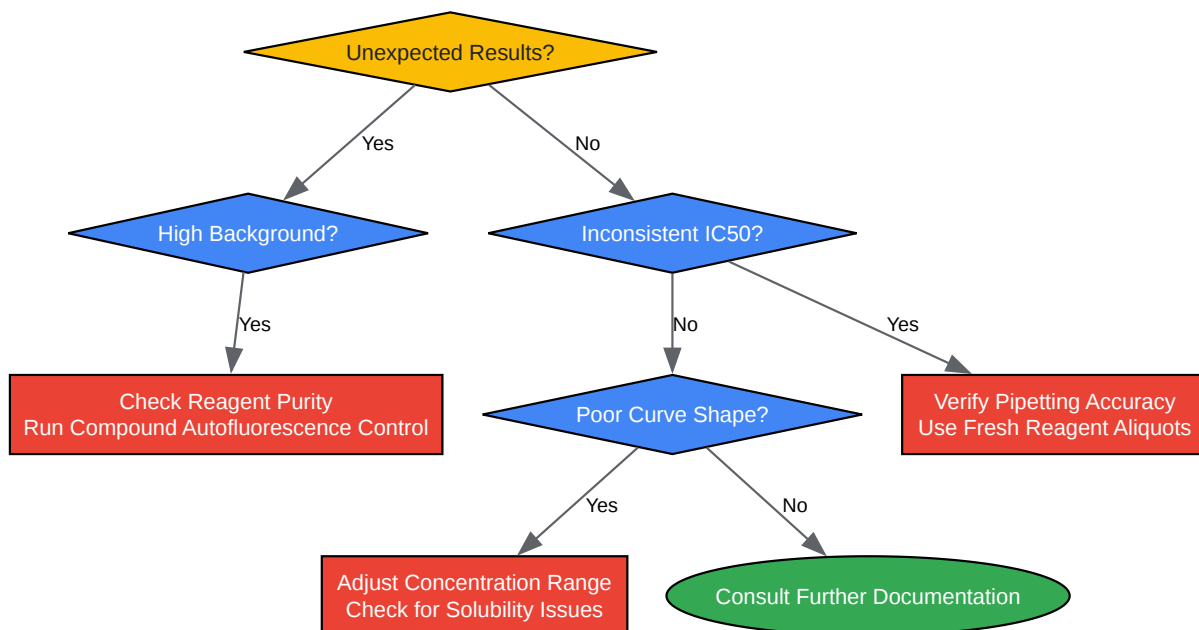 Unexpected Results?
Yes
No
High Background?
Inconsistent IC50?
Yes
No
Yes
Check Reagent Purity
Run Compound Autofluorescence Control
Poor Curve Shape?
Verify Pipetting Accuracy
Use Fresh Reagent Aliquots
Yes
No
Adjust Concentration Range
Check for Solubility Issues
Consult Further Documentation